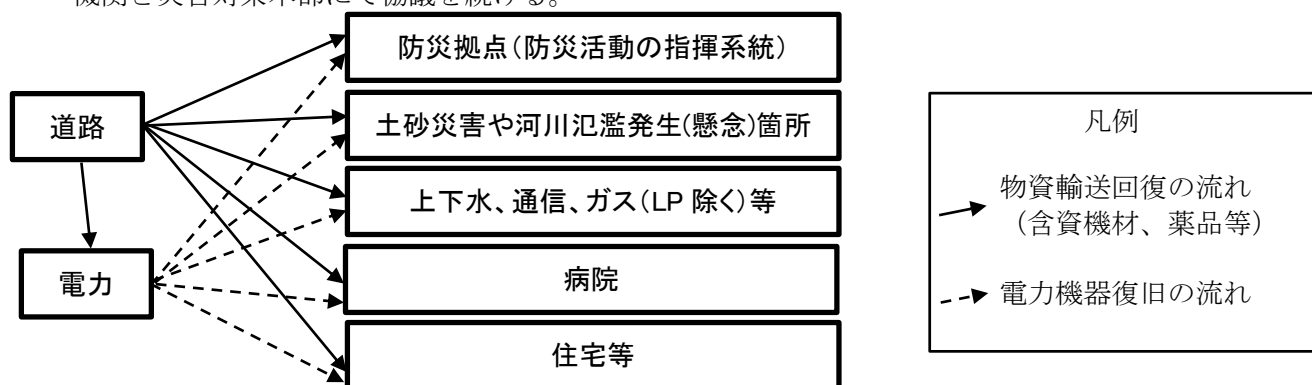 機関と災害対策本部にて協議を続ける。
防災拠点(防災活動の指揮系統)
道路
土砂災害や河川氾濫発生(懸念)箇所
上下水、通信、ガス(LP 除く)等
電力
病院
住宅等
凡例
物資輸送回復の流れ
(含資機材、薬品等)
電力機器復旧の流れ